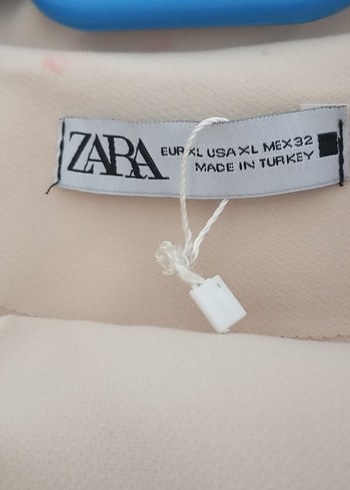 ZARA
EUR XL USA XL MEX 32
MADE IN TURKEY